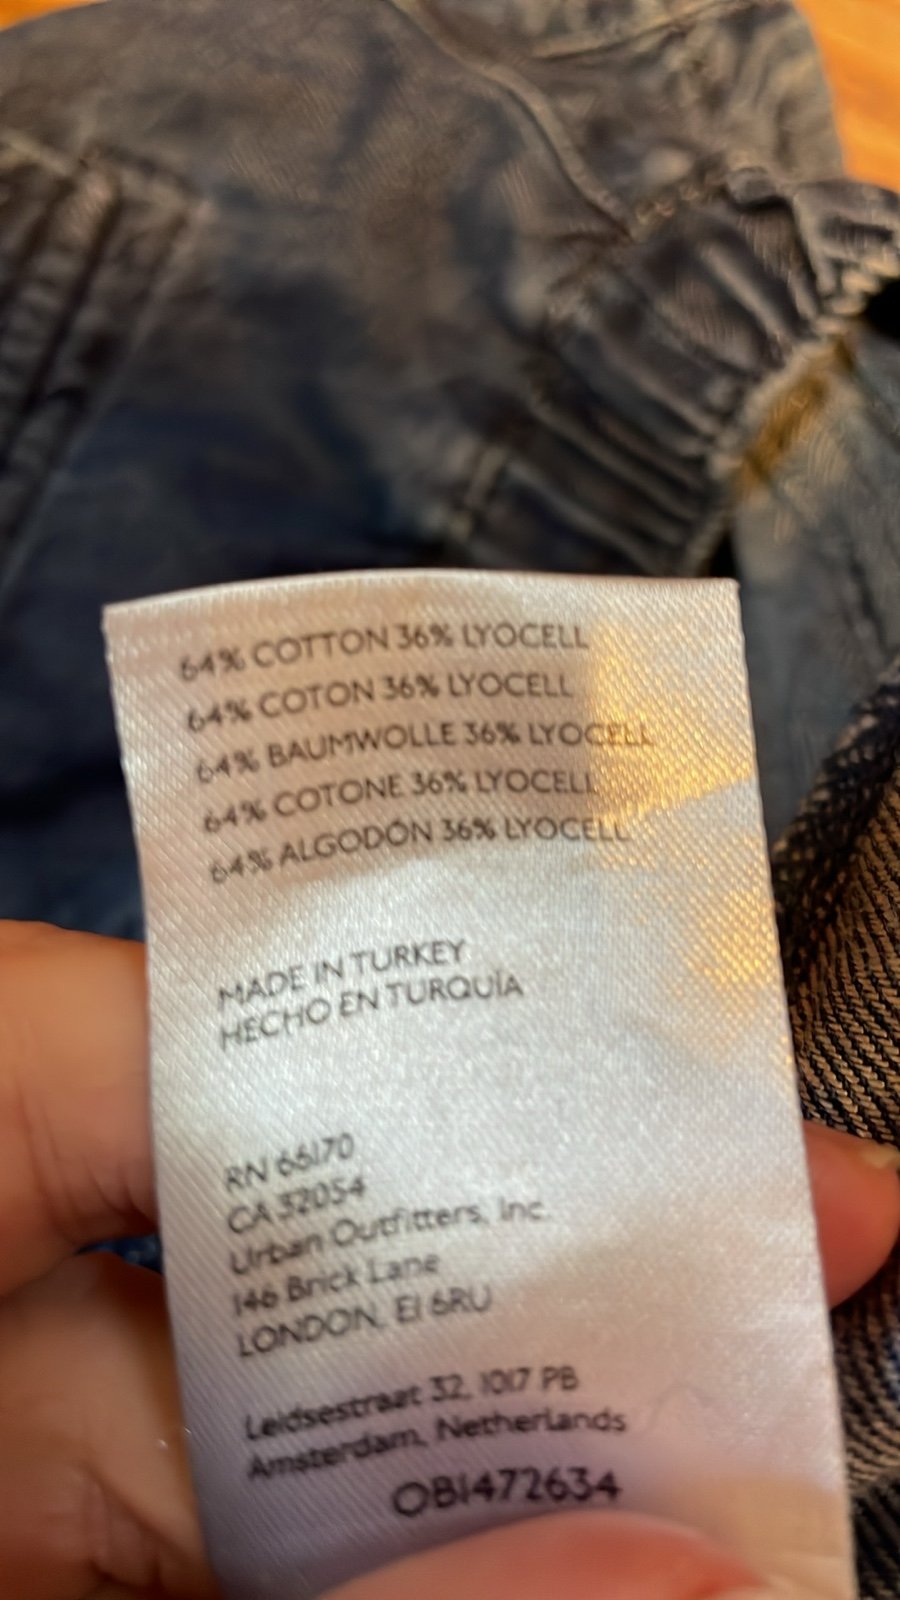 64% COTTON 36% LYOCELL
64% COTON 36% LYOCELL
64% BAUMWOLLE 36% LYOCELL
64% COTONE 36% LYOCELL
64% ALGODÓN 36% LYOCELL
MADE IN TURKEY
HECHO EN TURQUÍA
RN 66170
CA 32054
Urban Outfitters, Inc.
146 Brick Lane
LONDON, E1 6RU
Leidsestraat 32, 1017 PB
Amsterdam, Netherlands
OB1472634